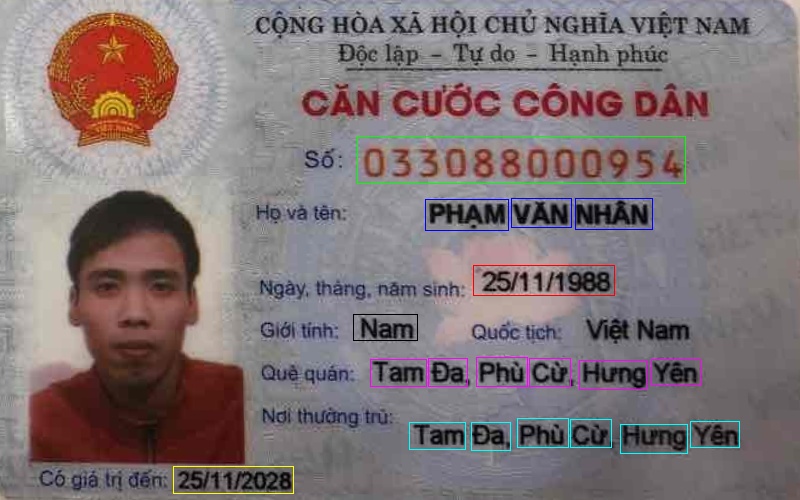 CỘNG HÒA XÃ HỘI CHỦ NGHĨA VIỆT NAM
Độc lập - Tự do - Hạnh phúc
CĂN CƯỚC CÔNG DÂN
VIỆT NAM
Số: 033088000954
Họ và tên: PHẠM VĂN NHÂN
Ngày, tháng, năm sinh: 25/11/1988
Giới tính: Nam Quốc tịch: Việt Nam
Quê quán: Tam Đa, Phù Cừ, Hưng Yên
Nơi thường trú: Tam Đa, Phù Cừ, Hưng Yên
Có giá trị đến: 25/11/2028